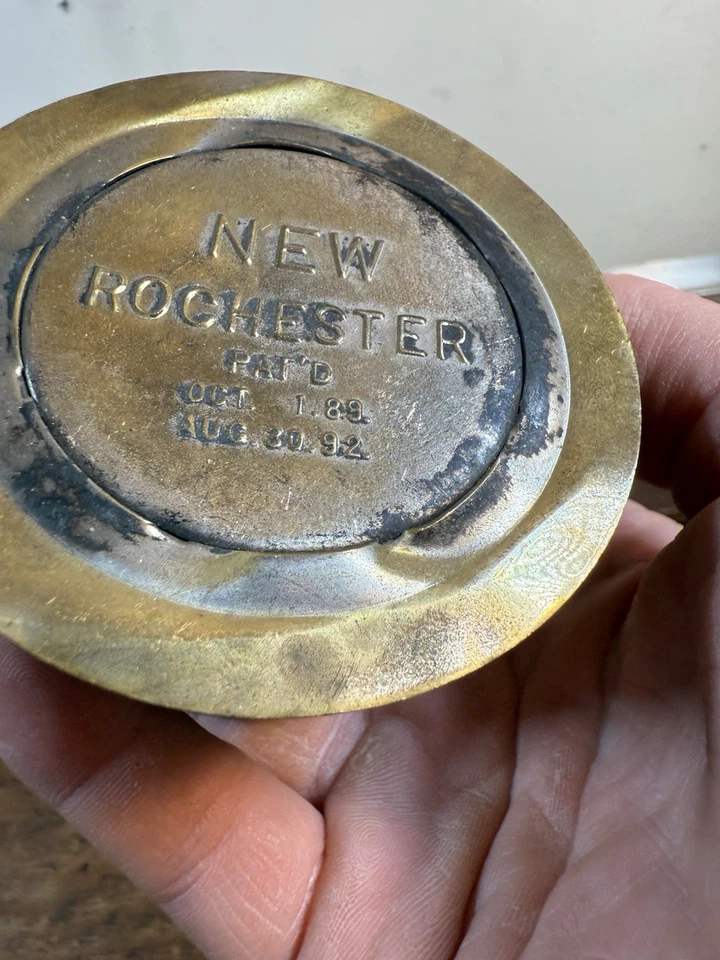 NEW
ROCHESTER
PAT'D
OCT. 1.89.
AUG.30.92.